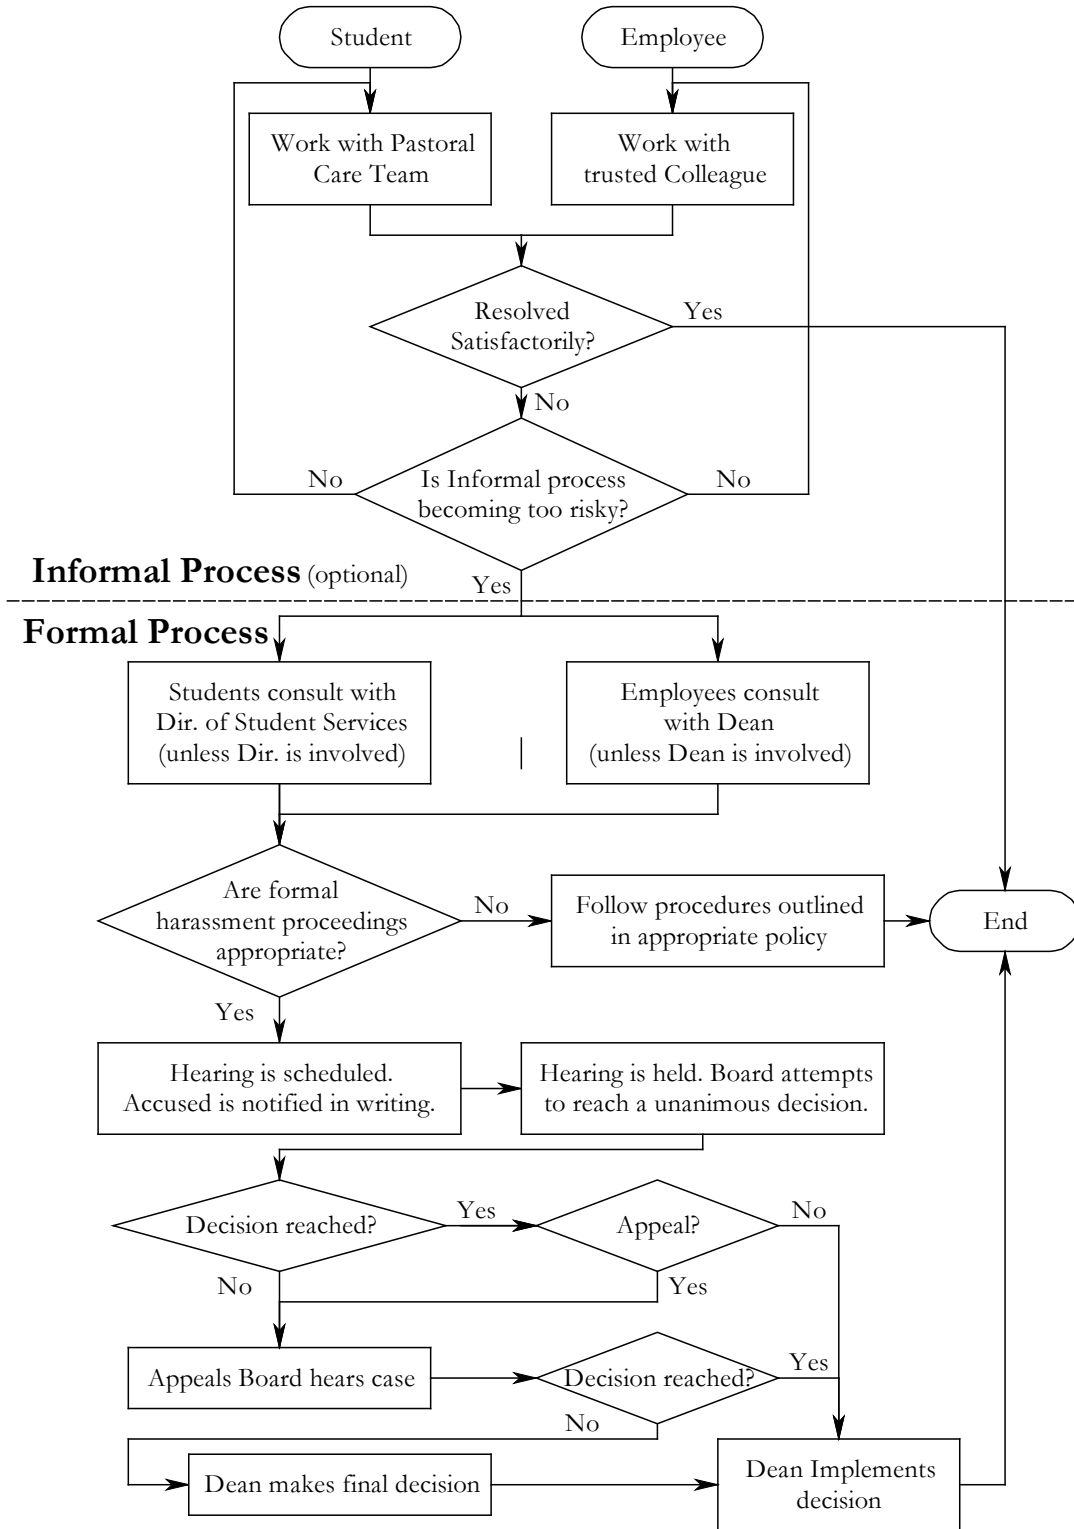 Student
Employee
Work with Pastoral
Care Team
Work with
trusted Colleague
Resolved
Satisfactorily?
Yes
No
Is Informal process
becoming too risky?
No
No
Informal Process (optional)
Yes
Formal Process
Students consult with
Dir. of Student Services
(unless Dir. is involved)
Employees consult
with Dean
(unless Dean is involved)
Are formal
harassment proceedings
appropriate?
No
Follow procedures outlined
in appropriate policy
End
Yes
Hearing is scheduled.
Accused is notified in writing.
Hearing is held. Board attempts
to reach a unanimous decision.
Decision reached?
Yes
Appeal?
No
No
Yes
Appeals Board hears case
Decision reached?
Yes
No
Dean makes final decision
Dean Implements
decision